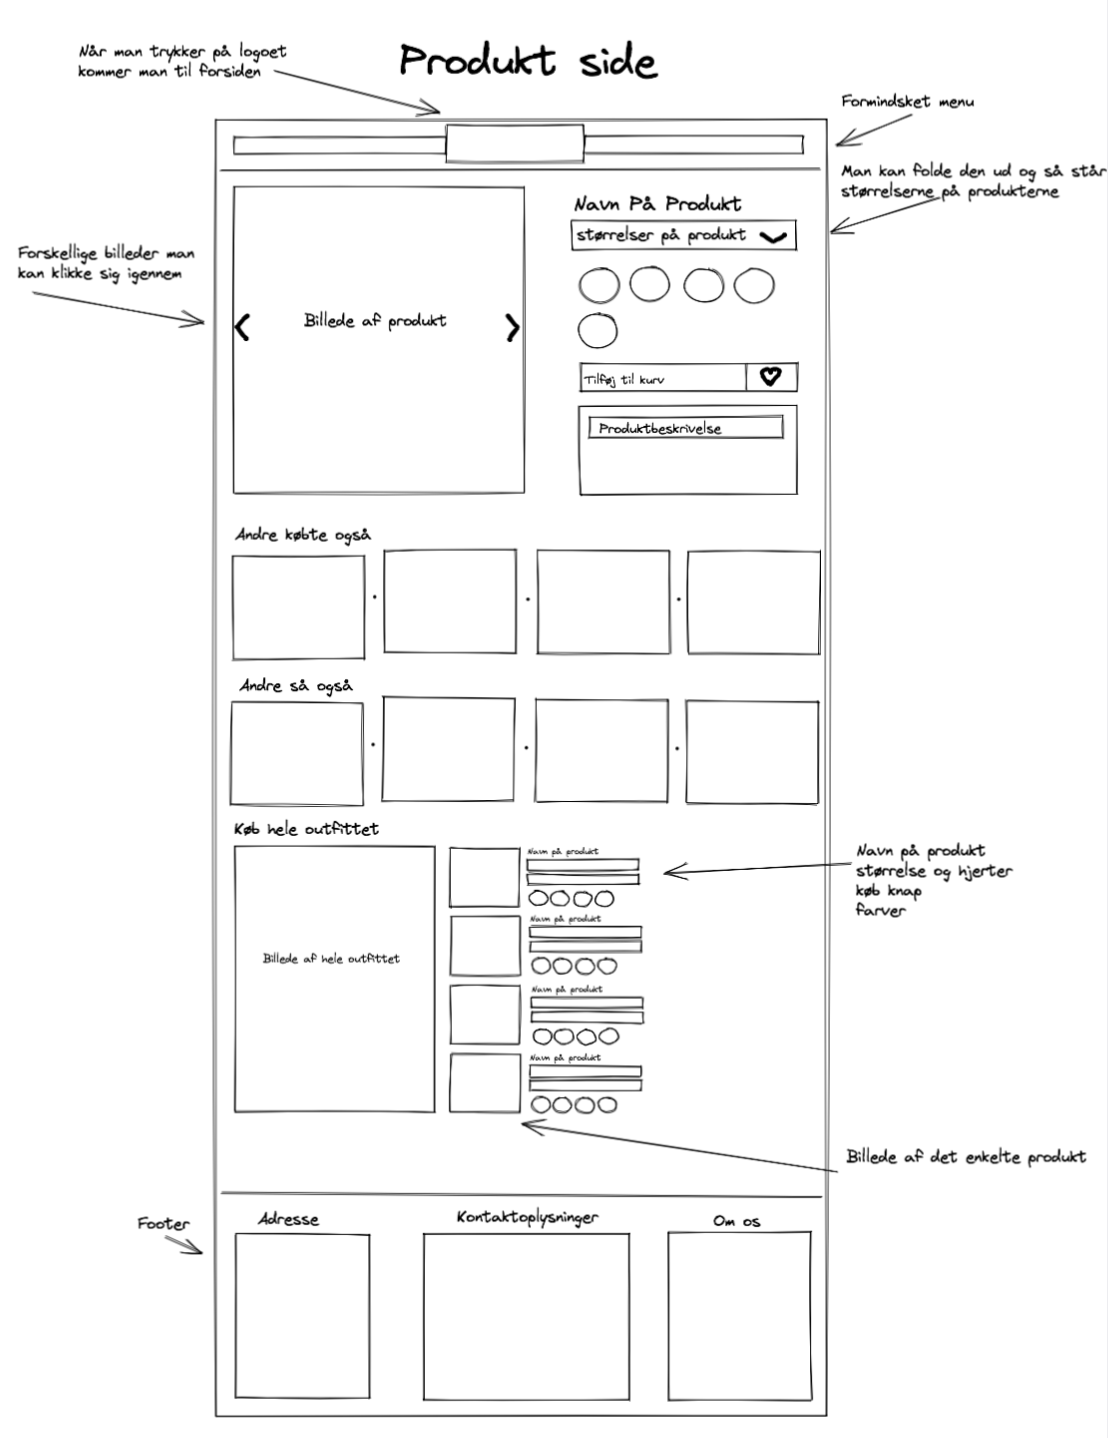 Produkt side
Når man trykker på logoet
kommer man til forsiden
Formindsket menu
Man kan folde den ud og så står
størrelserne på produkterne
Forskellige billeder man
kan klikke sig igennem
Billede af produkt
Navn På Produkt
størrelser på produkt
Tilføj til kurv
Produktbeskrivelse
Andre købte også
Andre så også
Køb hele outfittet
Billede af hele outfittet
Navn på produkt
Navn på produkt
Navn på produkt
Navn på produkt
Navn på produkt
størrelse og hjerter
køb knap
farver
Billede af det enkelte produkt
Footer
Adresse
Kontaktoplysninger
Om os